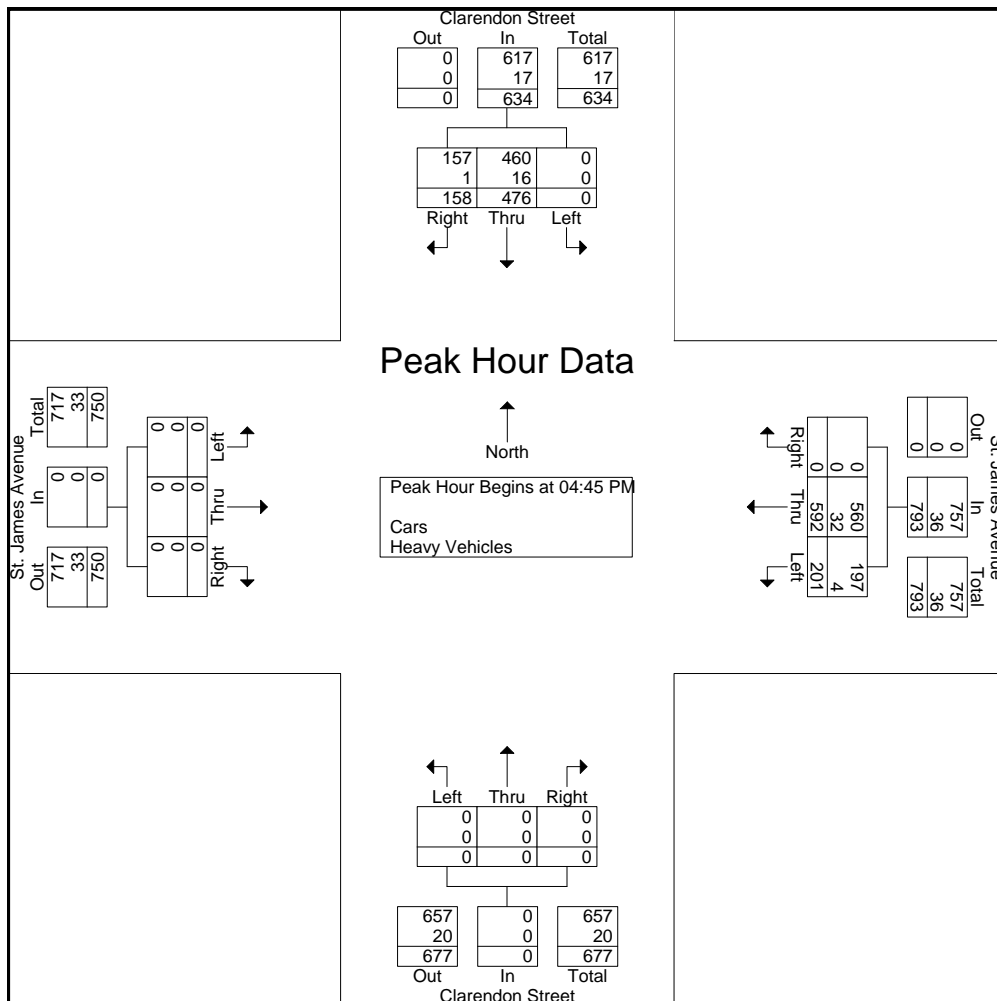 Clarendon Street
Out In Total
0 617 617
0 17 17
0 634 634
157 460 0
1 16 0
158 476 0
Right Thru Left
Peak Hour Data
North
Peak Hour Begins at 04:45 PM
Cars
Heavy Vehicles
St. James Avenue
Total In Out
717 0 717
33 0 33
750 0 750
Left Thru Right
0 0 0
0 0 0
0 0 0
St. James Avenue
Out In Total
0 757 757
0 36 36
0 793 793
Right Thru Left
0 560 197
0 32 4
0 592 201
Left Thru Right
0 0 0
0 0 0
0 0 0
657 0 657
20 0 20
677 0 677
Out In Total
Clarendon Street